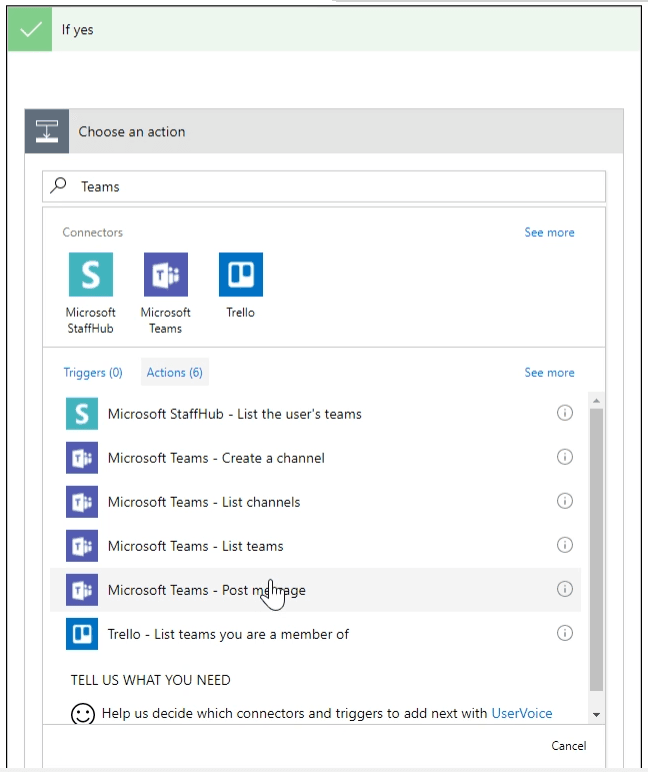 If yes
Choose an action
Teams
Connectors
See more
S
Microsoft
StaffHub
T
Microsoft
Teams
Trello
Triggers (0)
Actions (6)
See more
S
Microsoft StaffHub - List the user's teams
T
Microsoft Teams - Create a channel
T
Microsoft Teams - List channels
T
Microsoft Teams - List teams
T
Microsoft Teams - Post message
Trello - List teams you are a member of
TELL US WHAT YOU NEED
Help us decide which connectors and triggers to add next with UserVoice
Cancel